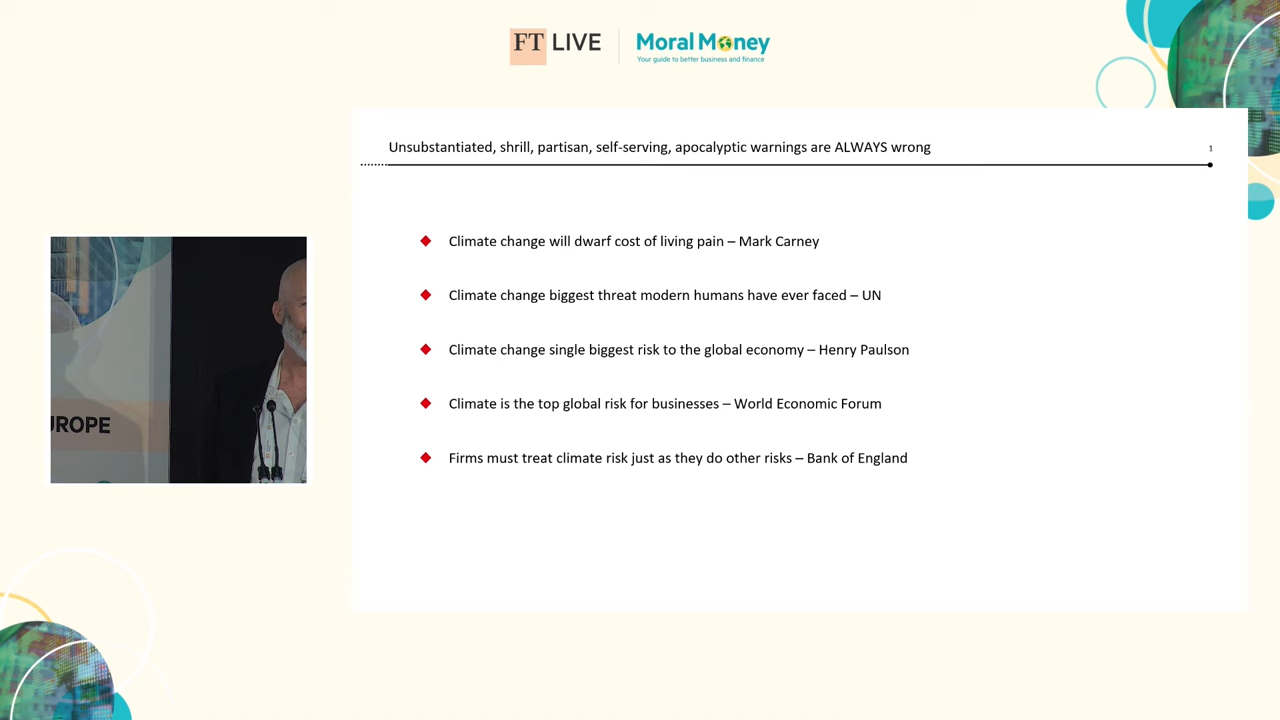 FT LIVE
Moral Money
Your guide to better business and finance
Unsubstantiated, shrill, partisan, self-serving, apocalyptic warnings are ALWAYS wrong
1
Climate change will dwarf cost of living pain – Mark Carney
Climate change biggest threat modern humans have ever faced – UN
Climate change single biggest risk to the global economy – Henry Paulson
Climate is the top global risk for businesses – World Economic Forum
Firms must treat climate risk just as they do other risks – Bank of England
UROPE